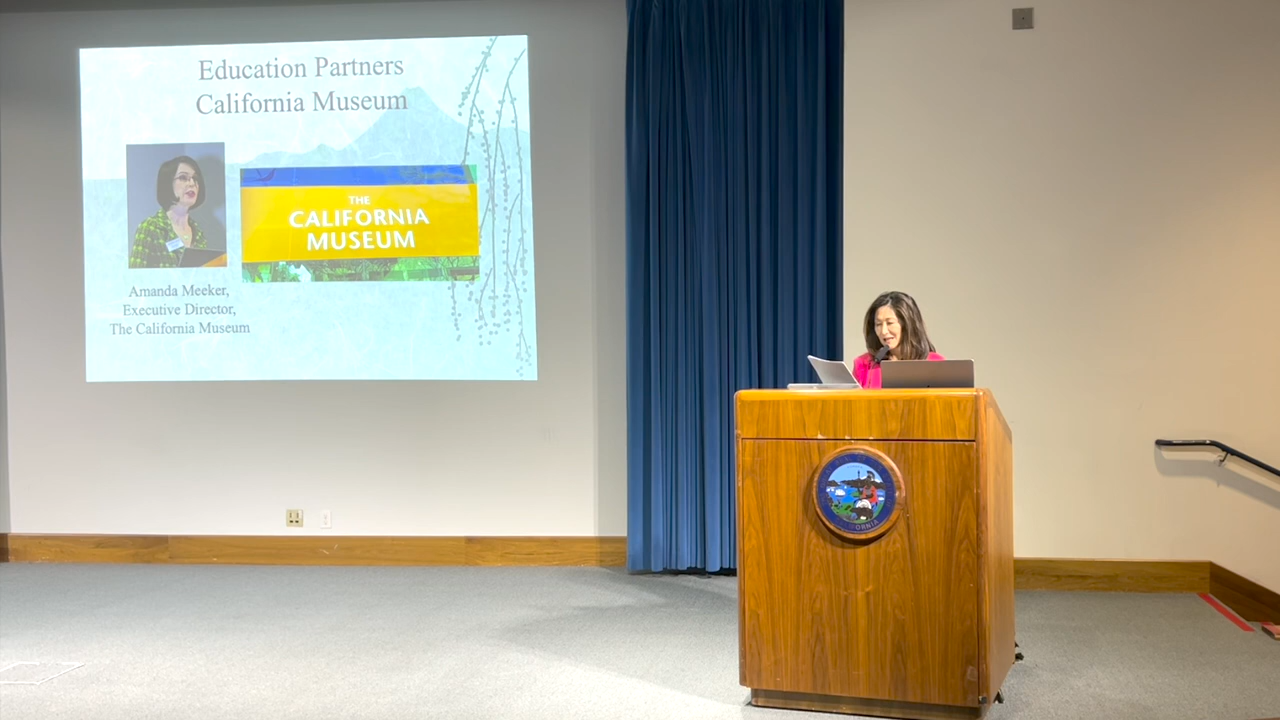 Education Partners
California Museum
THE
CALIFORNIA
MUSEUM
Amanda Meeker,
Executive Director,
The California Museum